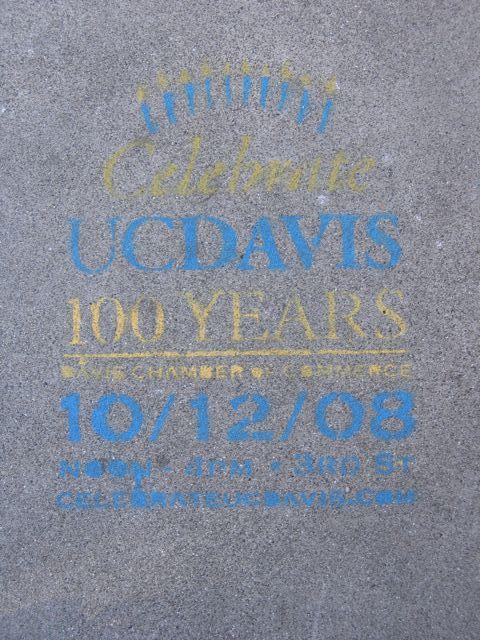 Celebrate
UCDAVIS
100 YEARS
DAVIS CHAMBER OF COMMERCE
10/12/08
NOON - 4PM • 3RD ST
CELEBRATEUCDAVIS.COM